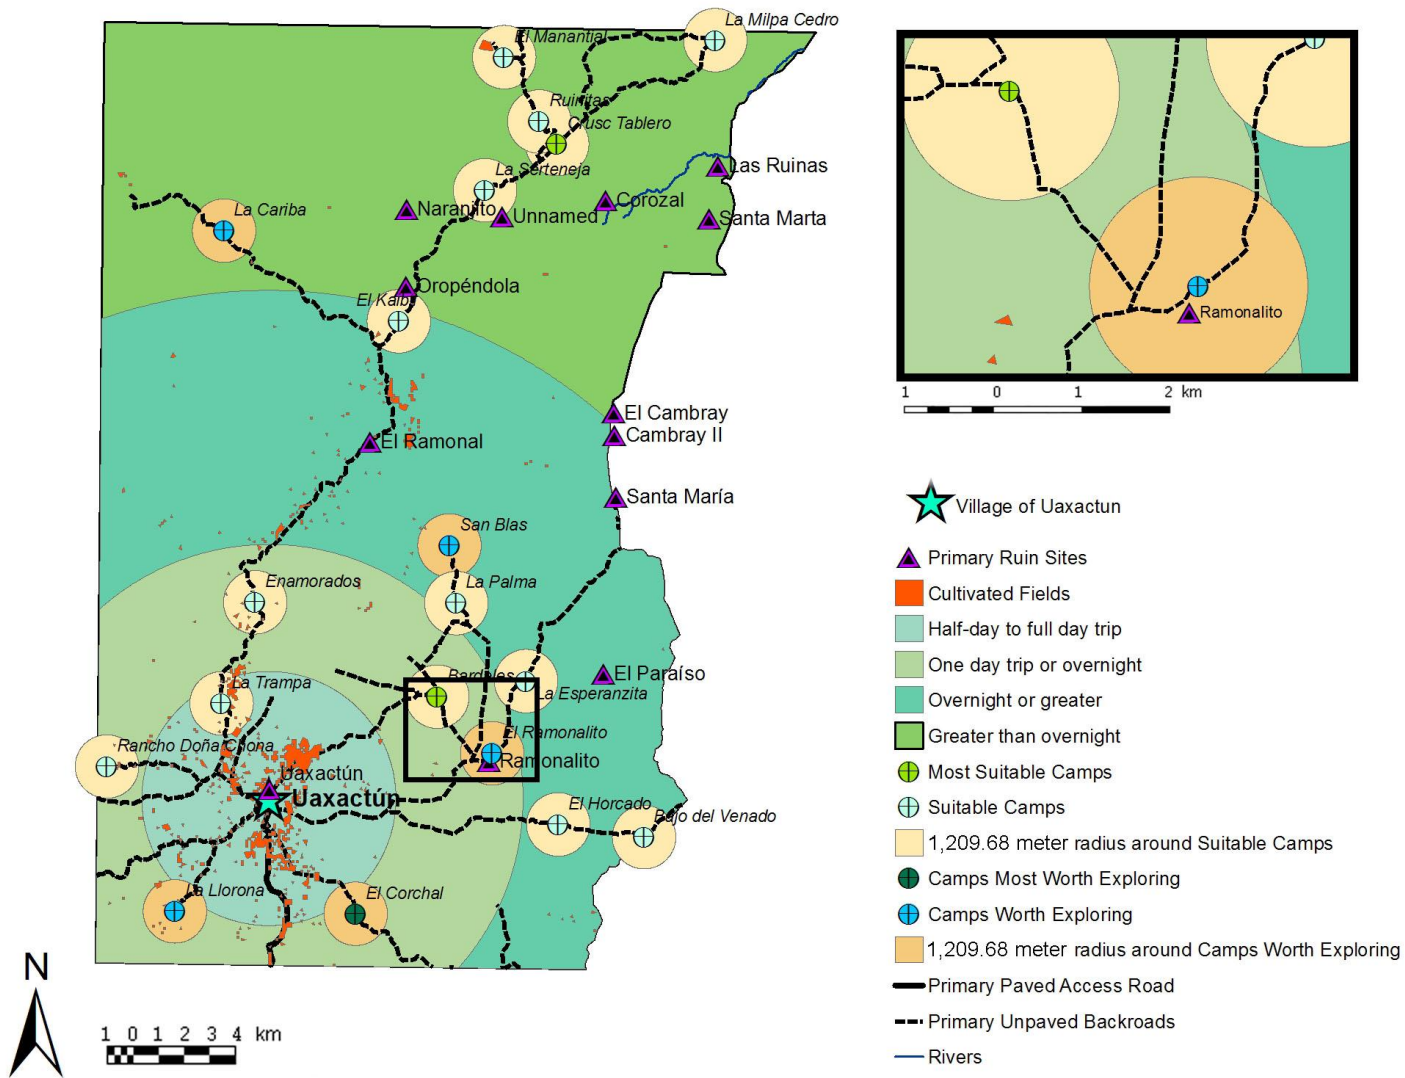 La Milpa Cedro
El Manantial
Ruinitas
Crusc Tablero
La Serteneja
Las Ruinas
La Cariba
Naranjito
Unnamed
Corozal
Santa Marta
Oropéndola
El Kaiby
El Cambray
Cambray II
El Ramonal
Santa María
San Blas
Enamorados
La Palma
El Paraíso
Bardales
La Trampa
La Esperanzita
El Ramonalito
Rancho Doña Chona
Ramonalito
Uaxactún
Uaxactún
El Horcado
Bajo del Venado
La Llorona
El Corchal
N
1 0 1 2 3 4 km
Ramonalito
1 0 1 2 km
Village of Uaxactun
Primary Ruin Sites
Cultivated Fields
Half-day to full day trip
One day trip or overnight
Overnight or greater
Greater than overnight
Most Suitable Camps
Suitable Camps
1,209.68 meter radius around Suitable Camps
Camps Most Worth Exploring
Camps Worth Exploring
1,209.68 meter radius around Camps Worth Exploring
Primary Paved Access Road
Primary Unpaved Backroads
Rivers